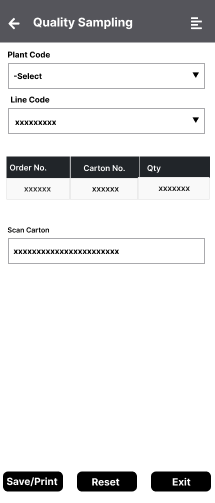 Quality Sampling
Plant Code
-Select
Line Code
xxxxxxxxx
Order No. Carton No. Qty
xxxxxx xxxxxx xxxxxxx
Scan Carton
xxxxxxxxxxxxxxxxxxxxxxx
Save/Print Reset Exit